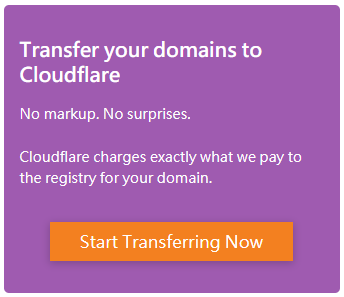 Transfer your domains to
Cloudflare
No markup. No surprises.
Cloudflare charges exactly what we pay to
the registry for your domain.
Start Transferring Now